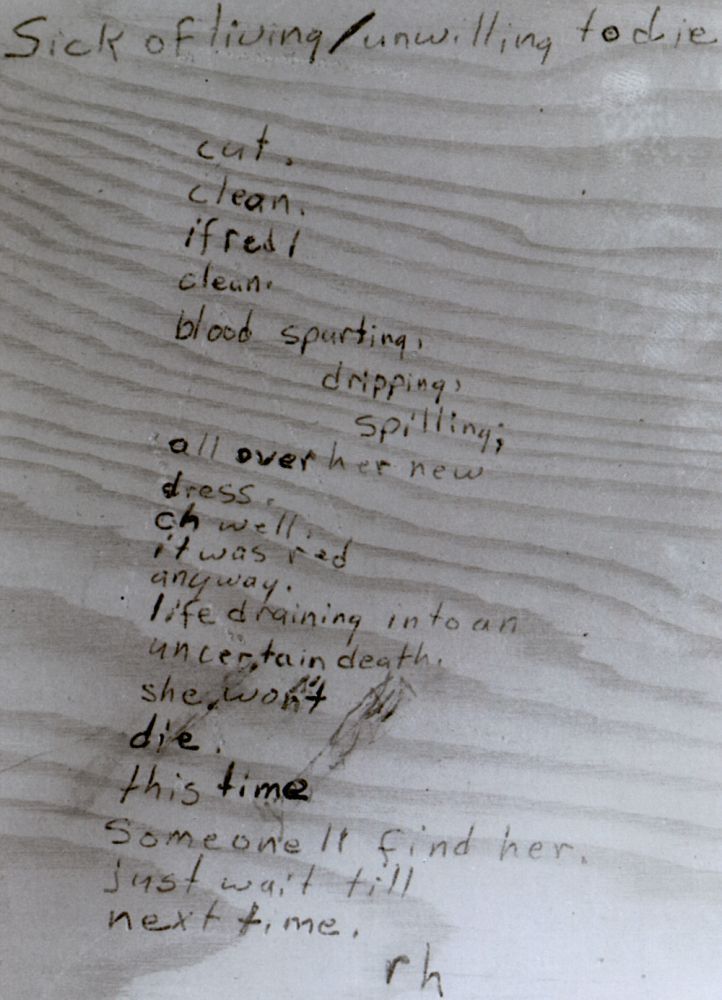 Sick of living/unwilling to die
cut.
clean.
if red /
clean.
blood spurting,
dripping,
spilling;
all over her new
dress.
oh well.
it was red
anyway.
life draining into an
uncertain death.
she won't
die.
this time
Someone ll find her.
just wait till
next time.
rh